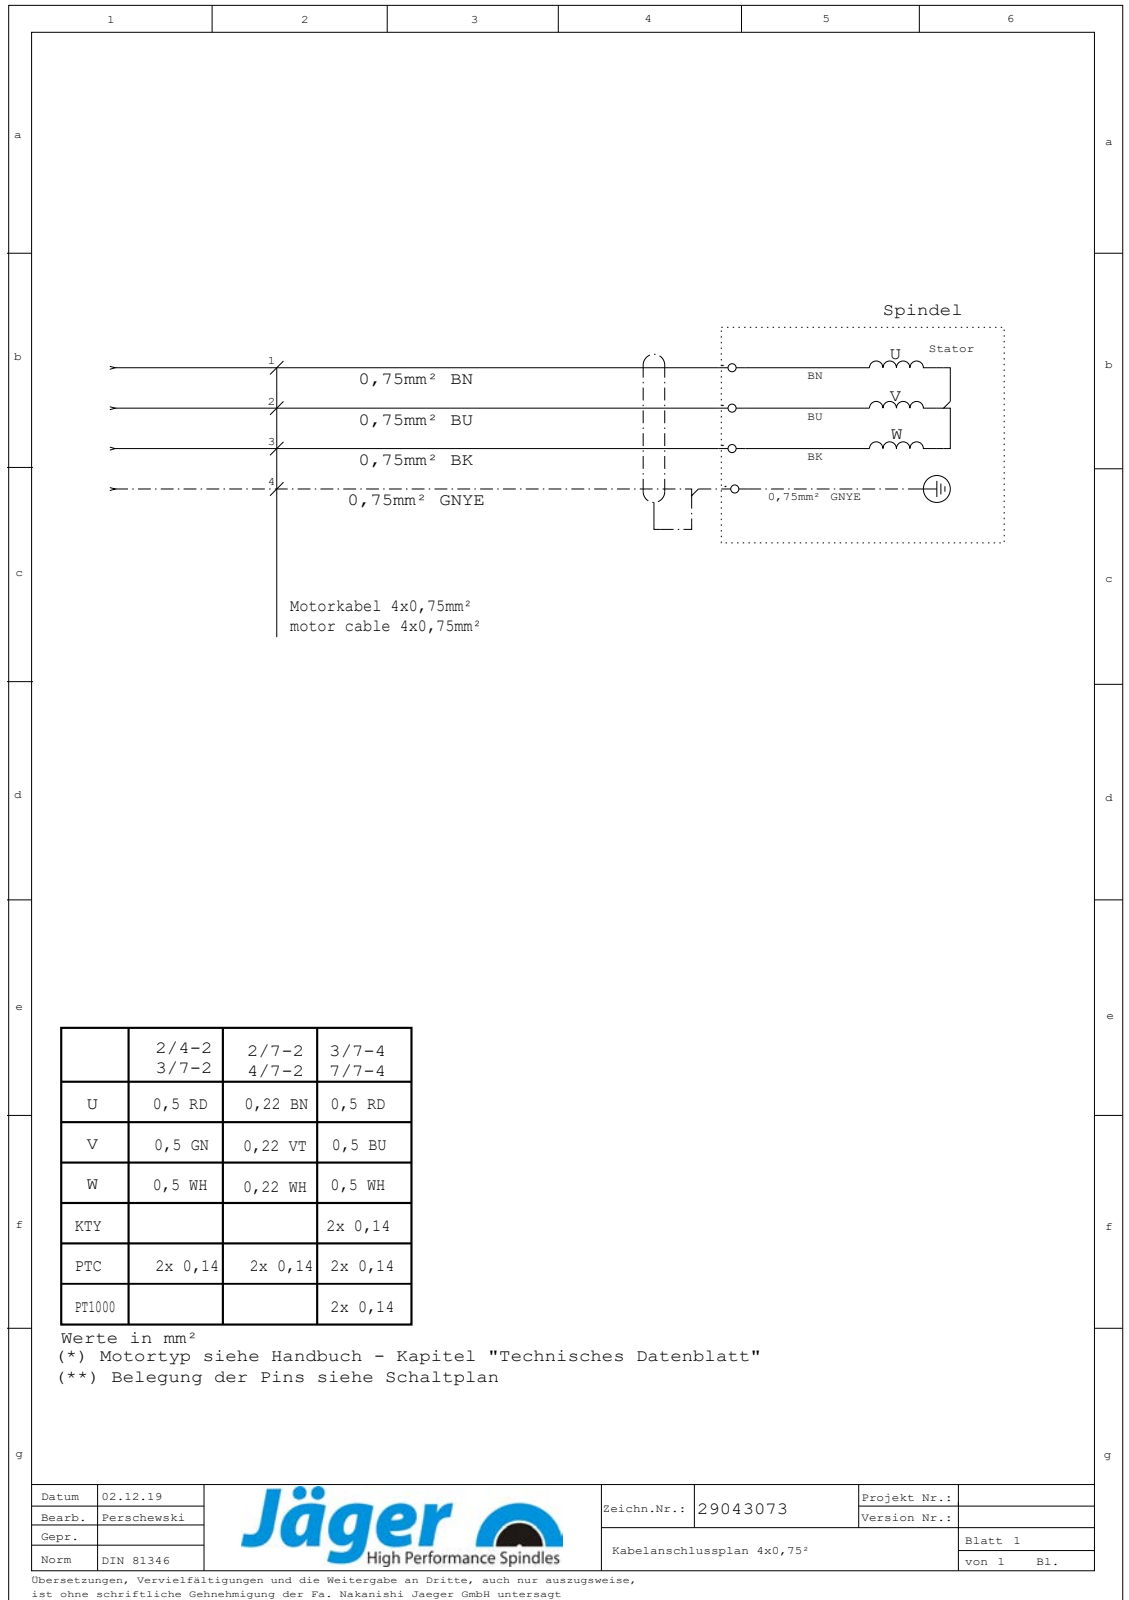 1 2 3 4 5 6
a a
Spindel
b b
1 U Stator
0,75mm² BN BN
2 V
0,75mm² BU BU
3 W
0,75mm² BK BK
4
0,75mm² GNYE 0,75mm² GNYE
c c
Motorkabel 4x0,75mm²
motor cable 4x0,75mm²
d d
e e
2/4-2 2/7-2 3/7-4
3/7-2 4/7-2 7/7-4
U 0,5 RD 0,22 BN 0,5 RD
V 0,5 GN 0,22 VT 0,5 BU
W 0,5 WH 0,22 WH 0,5 WH
f f
KTY 2x 0,14
PTC 2x 0,14 2x 0,14 2x 0,14
PT1000 2x 0,14
Werte in mm²
(*) Motortyp siehe Handbuch - Kapitel "Technisches Datenblatt"
(**) Belegung der Pins siehe Schaltplan
g g
Datum 02.12.19
Bearb. Perschewski
Gepr.
Norm DIN 81346
Jäger
High Performance Spindles
Zeichn.Nr.: 29043073
Projekt Nr.:
Version Nr.:
Kabelanschlussplan 4x0,75²
Blatt 1
von 1 Bl.
Übersetzungen, Vervielfältigungen und die Weitergabe an Dritte, auch nur auszugsweise,
ist ohne schriftliche Gehnehmigung der Fa. Nakanishi Jaeger GmbH untersagt